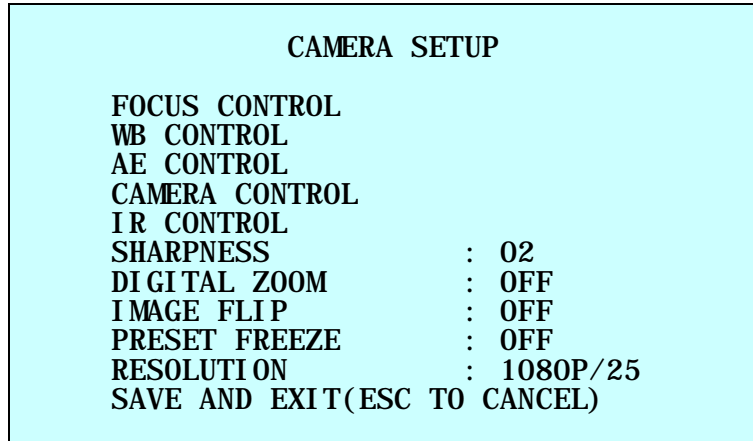 CAMERA SETUP
FOCUS CONTROL
WB CONTROL
AE CONTROL
CAMERA CONTROL
IR CONTROL
SHARPNESS : 02
DIGITAL ZOOM : OFF
IMAGE FLIP : OFF
PRESET FREEZE : OFF
RESOLUTION : 1080P/25
SAVE AND EXIT(ESC TO CANCEL)